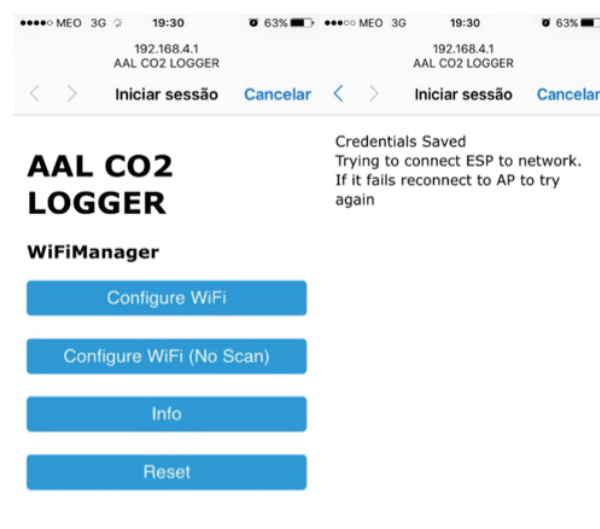 MEO 3G 19:30 63%
192.168.4.1
AAL CO2 LOGGER
Iniciar sessão Cancelar
AAL CO2
LOGGER
WiFiManager
Configure WiFi
Configure WiFi (No Scan)
Info
Reset
MEO 3G 19:30 63%
192.168.4.1
AAL CO2 LOGGER
Iniciar sessão Cancelar
Credentials Saved
Trying to connect ESP to network.
If it fails reconnect to AP to try
again